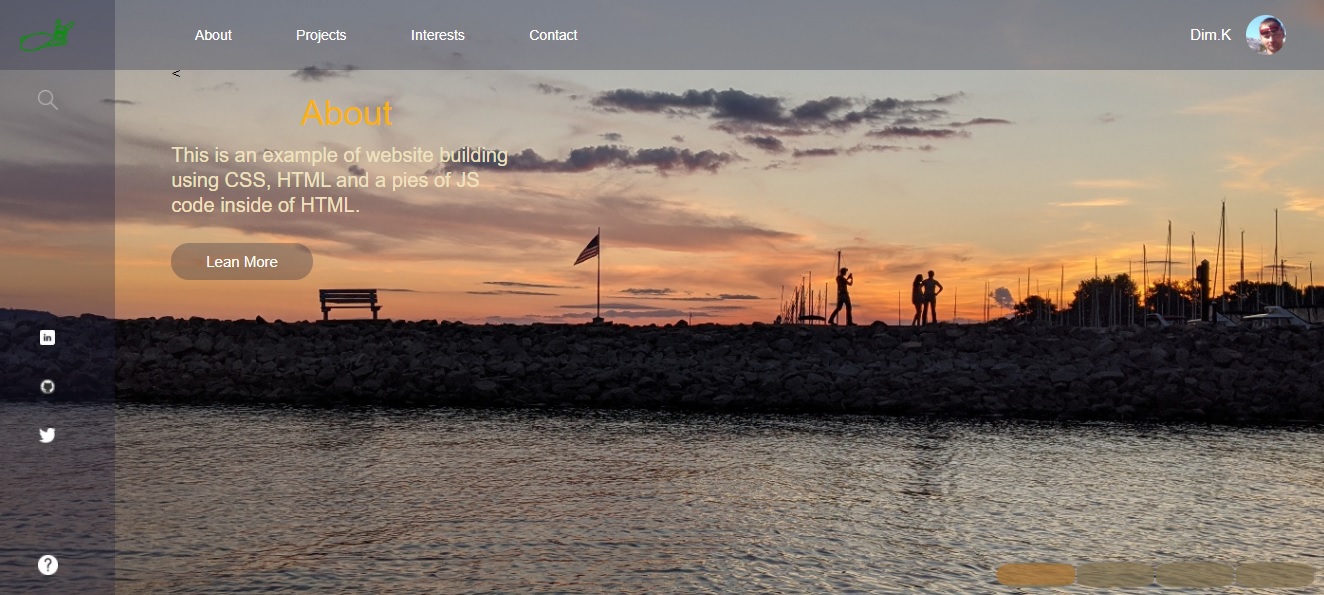 About
Projects
Interests
Contact
Dim.K
<
About
This is an example of website building
using CSS, HTML and a pies of JS
code inside of HTML.
Lean More
in
?